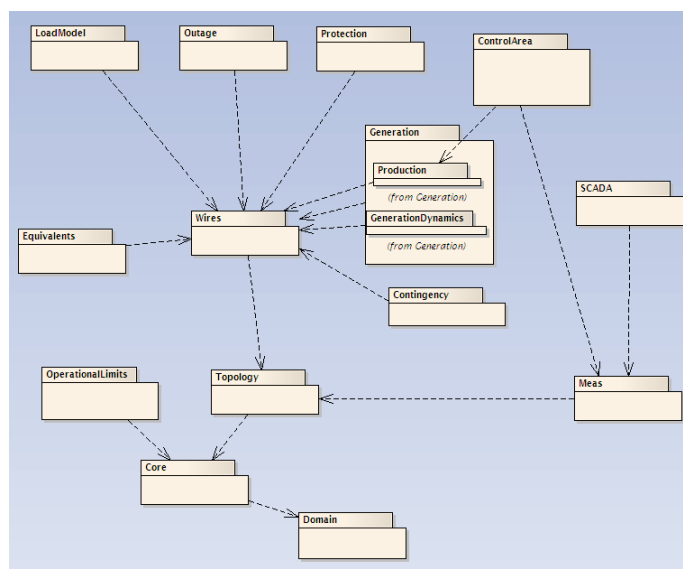 LoadModel
Outage
Protection
ControlArea
Generation
Production
(from Generation)
SCADA
Wires
GenerationDynamics
(from Generation)
Equivalents
Contingency
OperationalLimits
Topology
Meas
Core
Domain